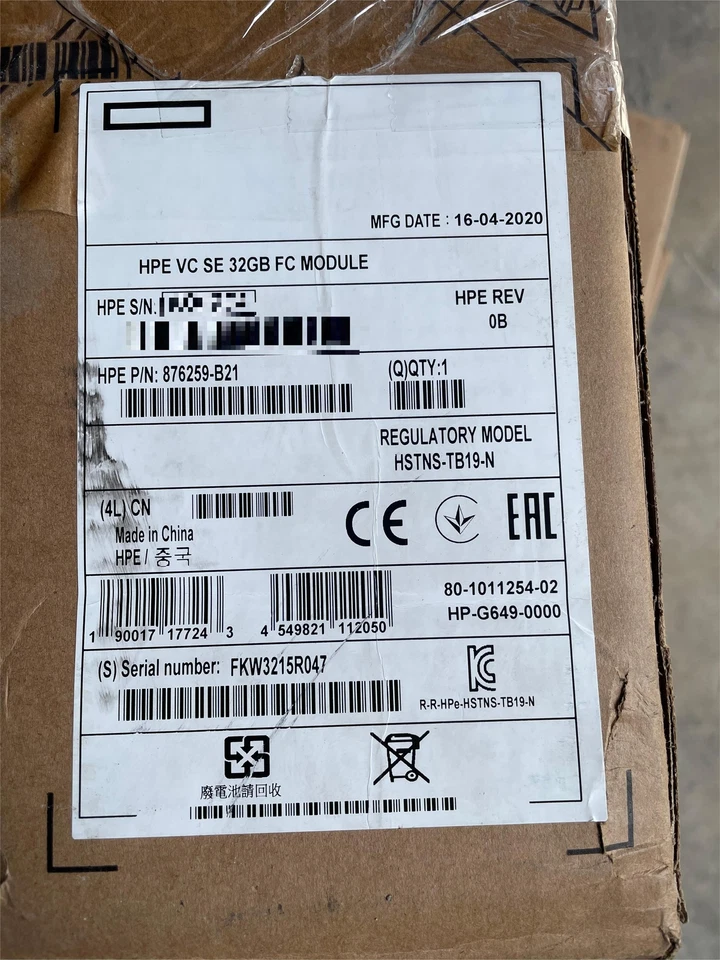 MFG DATE : 16-04-2020
HPE VC SE 32GB FC MODULE
HPE S/N:
HPE REV
0B
HPE P/N: 876259-B21
(Q)QTY:1
REGULATORY MODEL
HSTNS-TB19-N
(4L) CN
Made in China
HPE / 중국
CE
EAC
80-1011254-02
HP-G649-0000
1 90017 17724 3
4 549821 112050
(S) Serial number: FKW3215R047
R-R-HPe-HSTNS-TB19-N
廢電池請回收